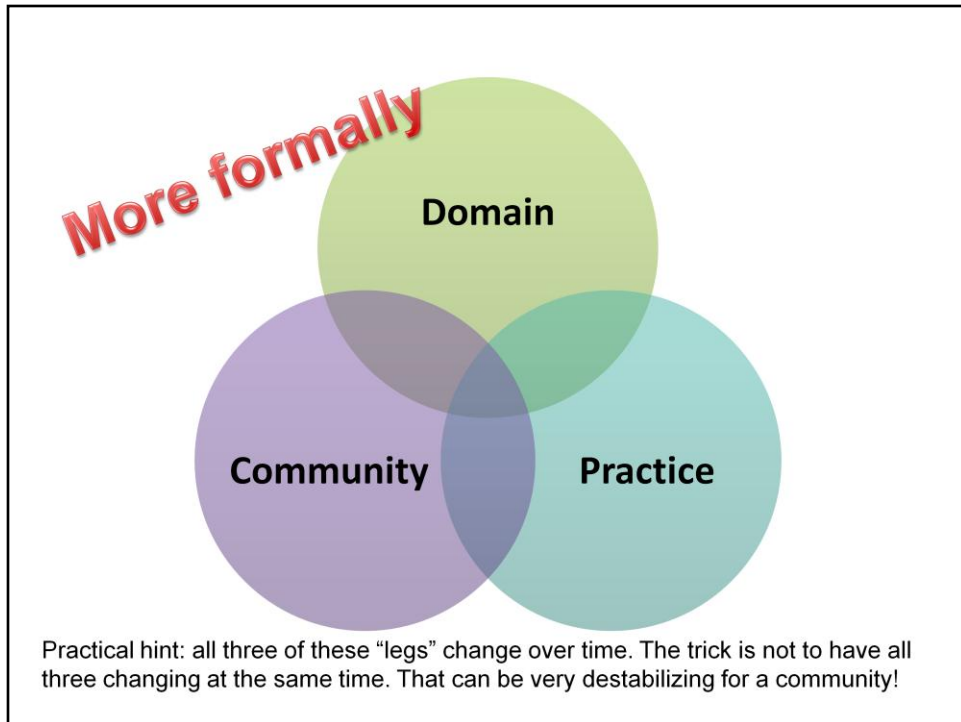 More formally
Domain
Community
Practice
Practical hint: all three of these “legs” change over time. The trick is not to have all
three changing at the same time. That can be very destabilizing for a community!